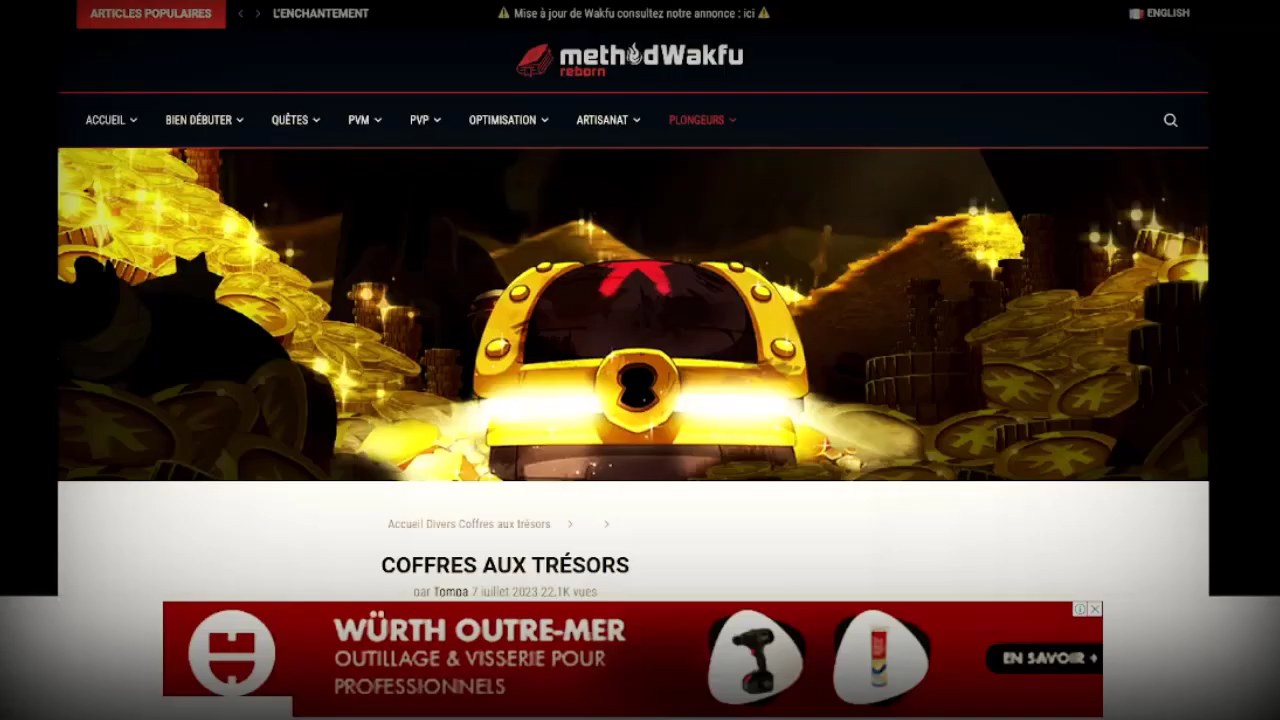 ARTICLES POPULAIRES
L'ENCHANTEMENT
Mise à jour de Wakfu consultez notre annonce : ici
ENGLISH
methodWakfu
reborn
ACCUEIL
BIEN DÉBUTER
QUÊTES
PVM
PVP
OPTIMISATION
ARTISANAT
PLONGEURS
Accueil Divers Coffres aux trésors
COFFRES AUX TRÉSORS
par Tomoa 7 juillet 2023 22.1K vues
WÜRTH OUTRE-MER
OUTILLAGE & VISSERIE POUR
PROFESSIONNELS
EN SAVOIR +